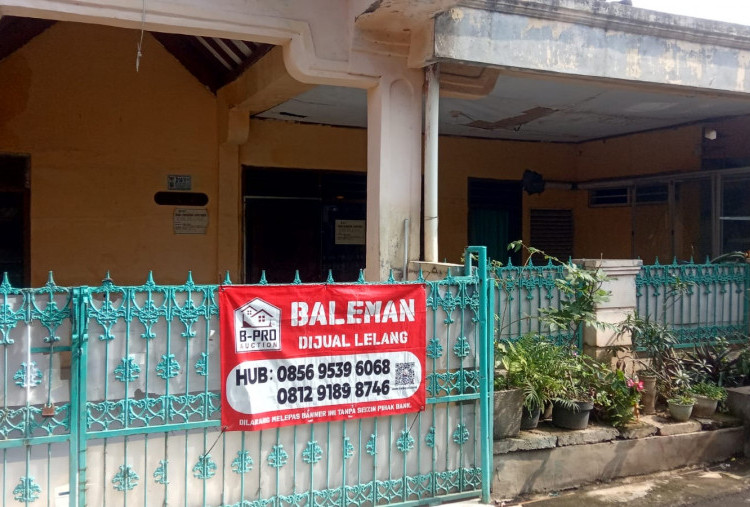 BALEMAN
B-PRO
AUCTION
DIJUAL LELANG
HUB: 0856 9539 6068
0812 9189 8746
DILARANG MELEPAS BANNER INI TANPA SEIZIN PIHAK BANK.